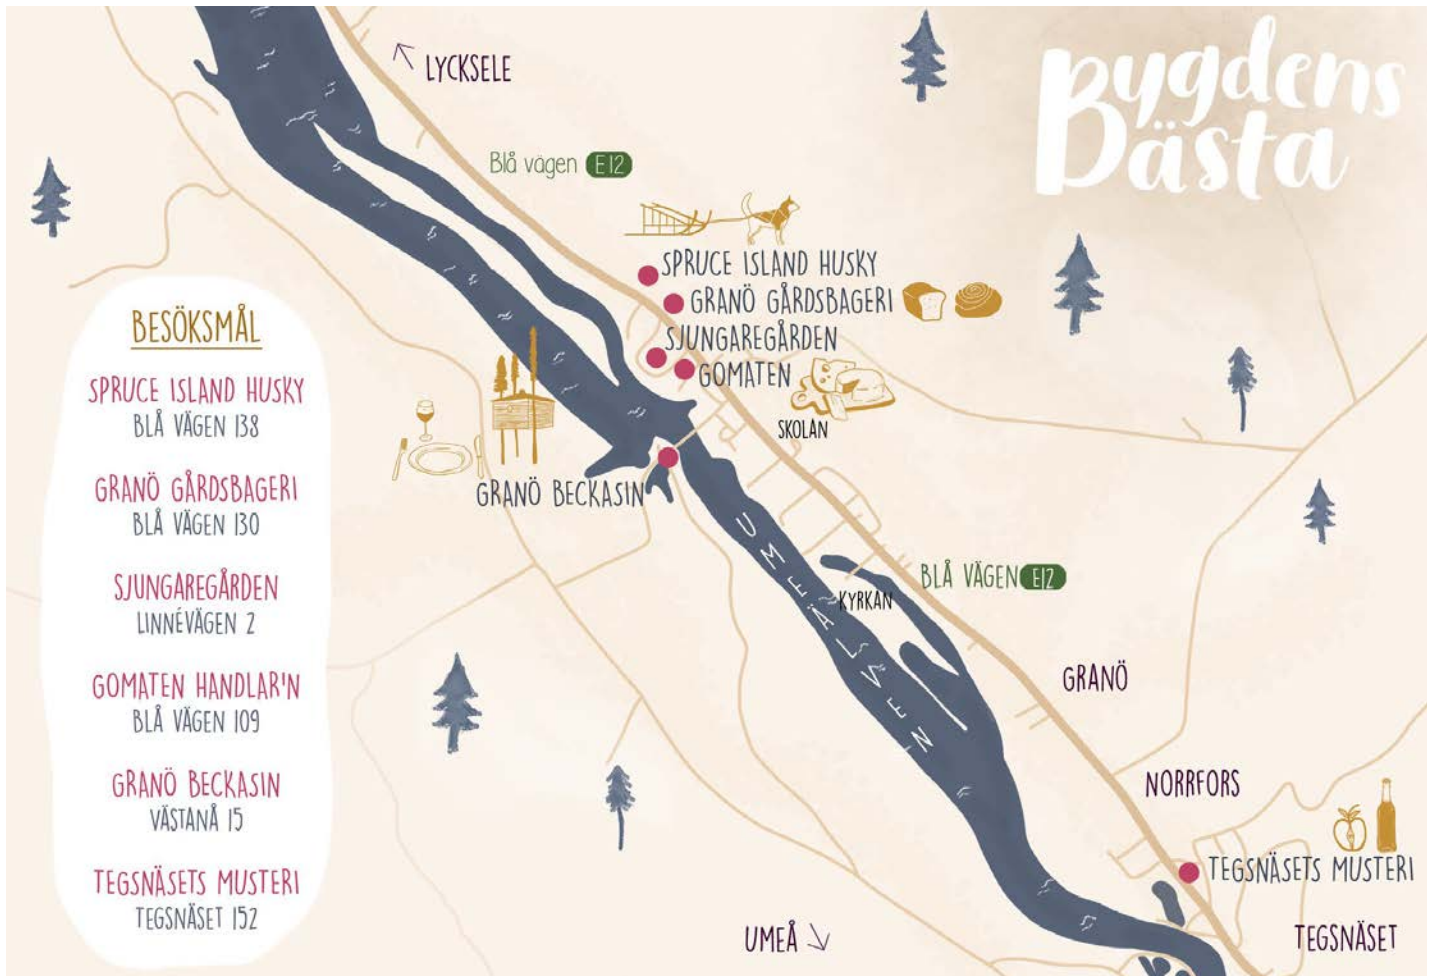 LYCKSELE
Bygdens
Bästa
Blå vägen E12
SPRUCE ISLAND HUSKY
GRANÖ GÅRDSBAGERI
SJUNGAREGÅRDEN
GOMATEN
SKOLAN
GRANÖ BECKASIN
UMEÄLVEN
BLÅ VÄGEN E12
KYRKAN
GRANÖ
NORRFORS
TEGSNÄSETS MUSTERI
UMEÅ
TEGSNÄSET
BESÖKSMÅL
SPRUCE ISLAND HUSKY
BLÅ VÄGEN 138
GRANÖ GÅRDSBAGERI
BLÅ VÄGEN 130
SJUNGAREGÅRDEN
LINNÉVÄGEN 2
GOMATEN HANDLAR'N
BLÅ VÄGEN 109
GRANÖ BECKASIN
VÄSTANÅ 15
TEGSNÄSETS MUSTERI
TEGSNÄSET 152